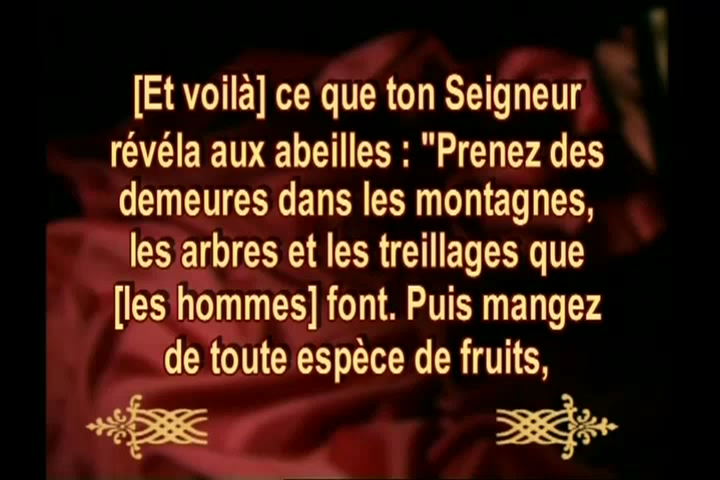 [Et voilà] ce que ton Seigneur
révéla aux abeilles : "Prenez des
demeures dans les montagnes,
les arbres et les treillages que
[les hommes] font. Puis mangez
de toute espèce de fruits,